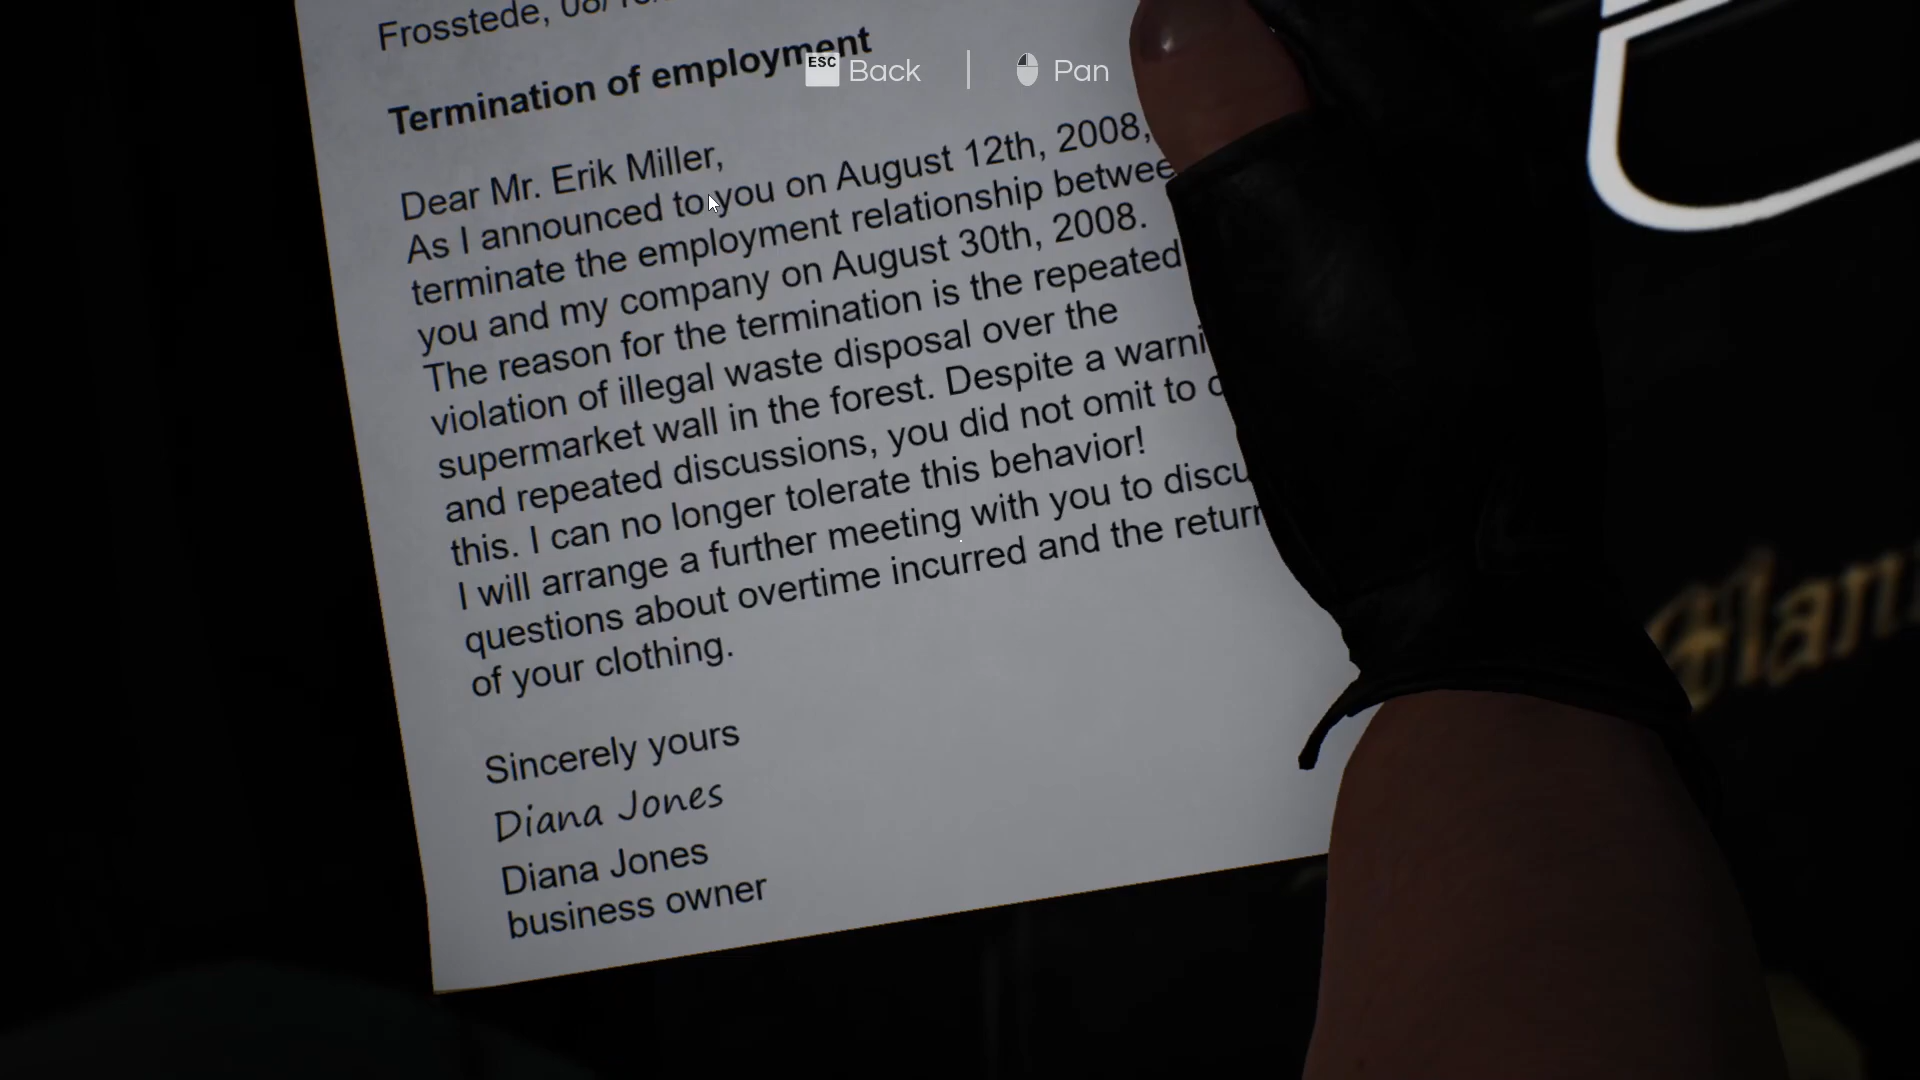 Frosstede,
Termination of employment
ESC Back | Pan
Dear Mr. Erik Miller,
As I announced to you on August 12th, 2008,
terminate the employment relationship
you and my company on August 30th, 2008.
The reason for the termination is the repeated
violation of illegal waste disposal over the
supermarket wall in the forest. Despite a
and repeated discussions, you did not omit to
this. I can no longer tolerate this behavior!
I will arrange a further meeting with you to
questions about overtime incurred and the return
of your clothing.
Sincerely yours
Diana Jones
Diana Jones
business owner